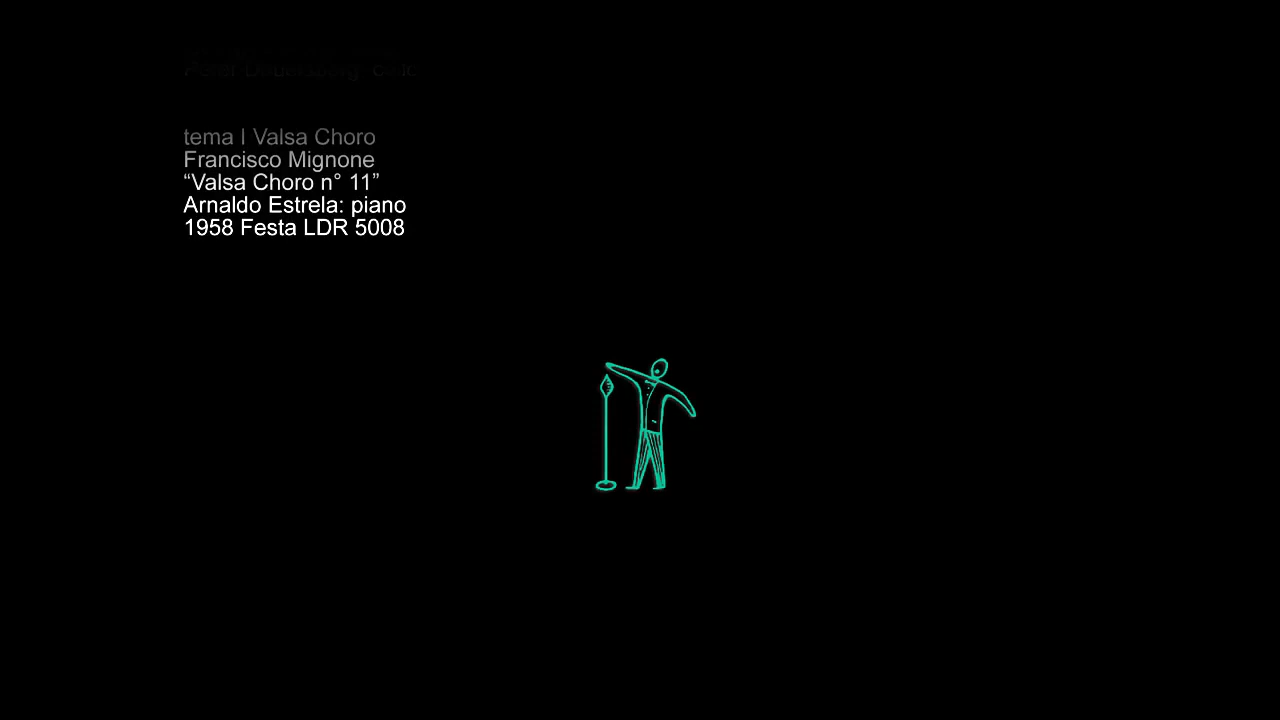 tema I Valsa Choro
Francisco Mignone
“Valsa Choro n° 11”
Arnaldo Estrela: piano
1958 Festa LDR 5008